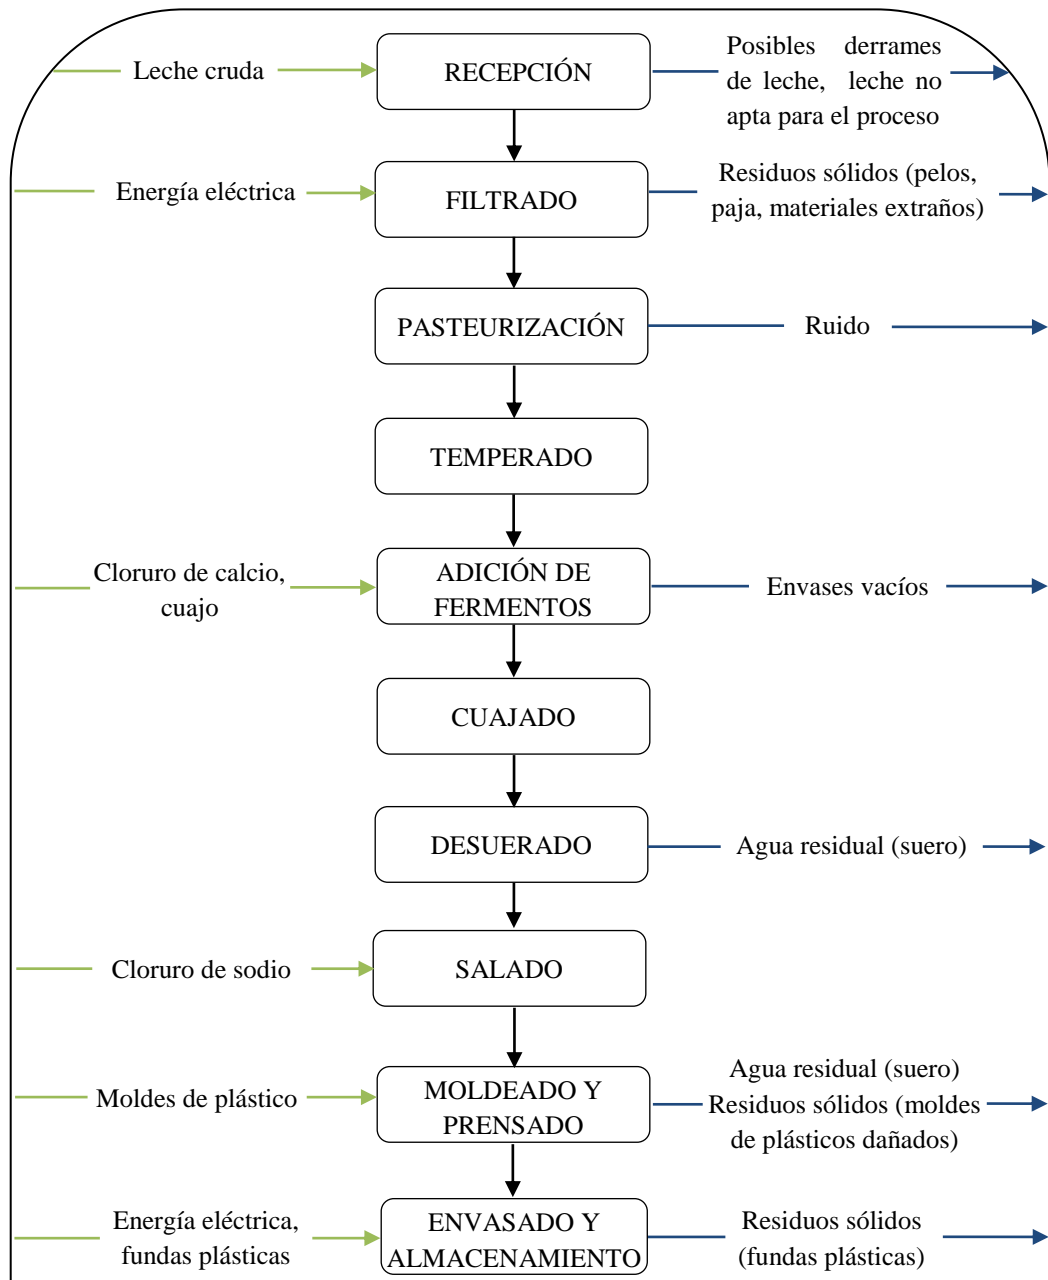 Leche cruda
RECEPCIÓN
Posibles derrames
de leche, leche no
apta para el proceso
Energía eléctrica
FILTRADO
Residuos sólidos (pelos,
paja, materiales extraños)
PASTEURIZACIÓN
Ruido
TEMPERADO
Cloruro de calcio,
cuajo
ADICIÓN DE
FERMENTOS
Envases vacíos
CUAJADO
DESUERADO
Agua residual (suero)
Cloruro de sodio
SALADO
Moldes de plástico
MOLDEADO Y
PRENSADO
Agua residual (suero)
Residuos sólidos (moldes
de plásticos dañados)
Energía eléctrica,
fundas plásticas
ENVASADO Y
ALMACENAMIENTO
Residuos sólidos
(fundas plásticas)